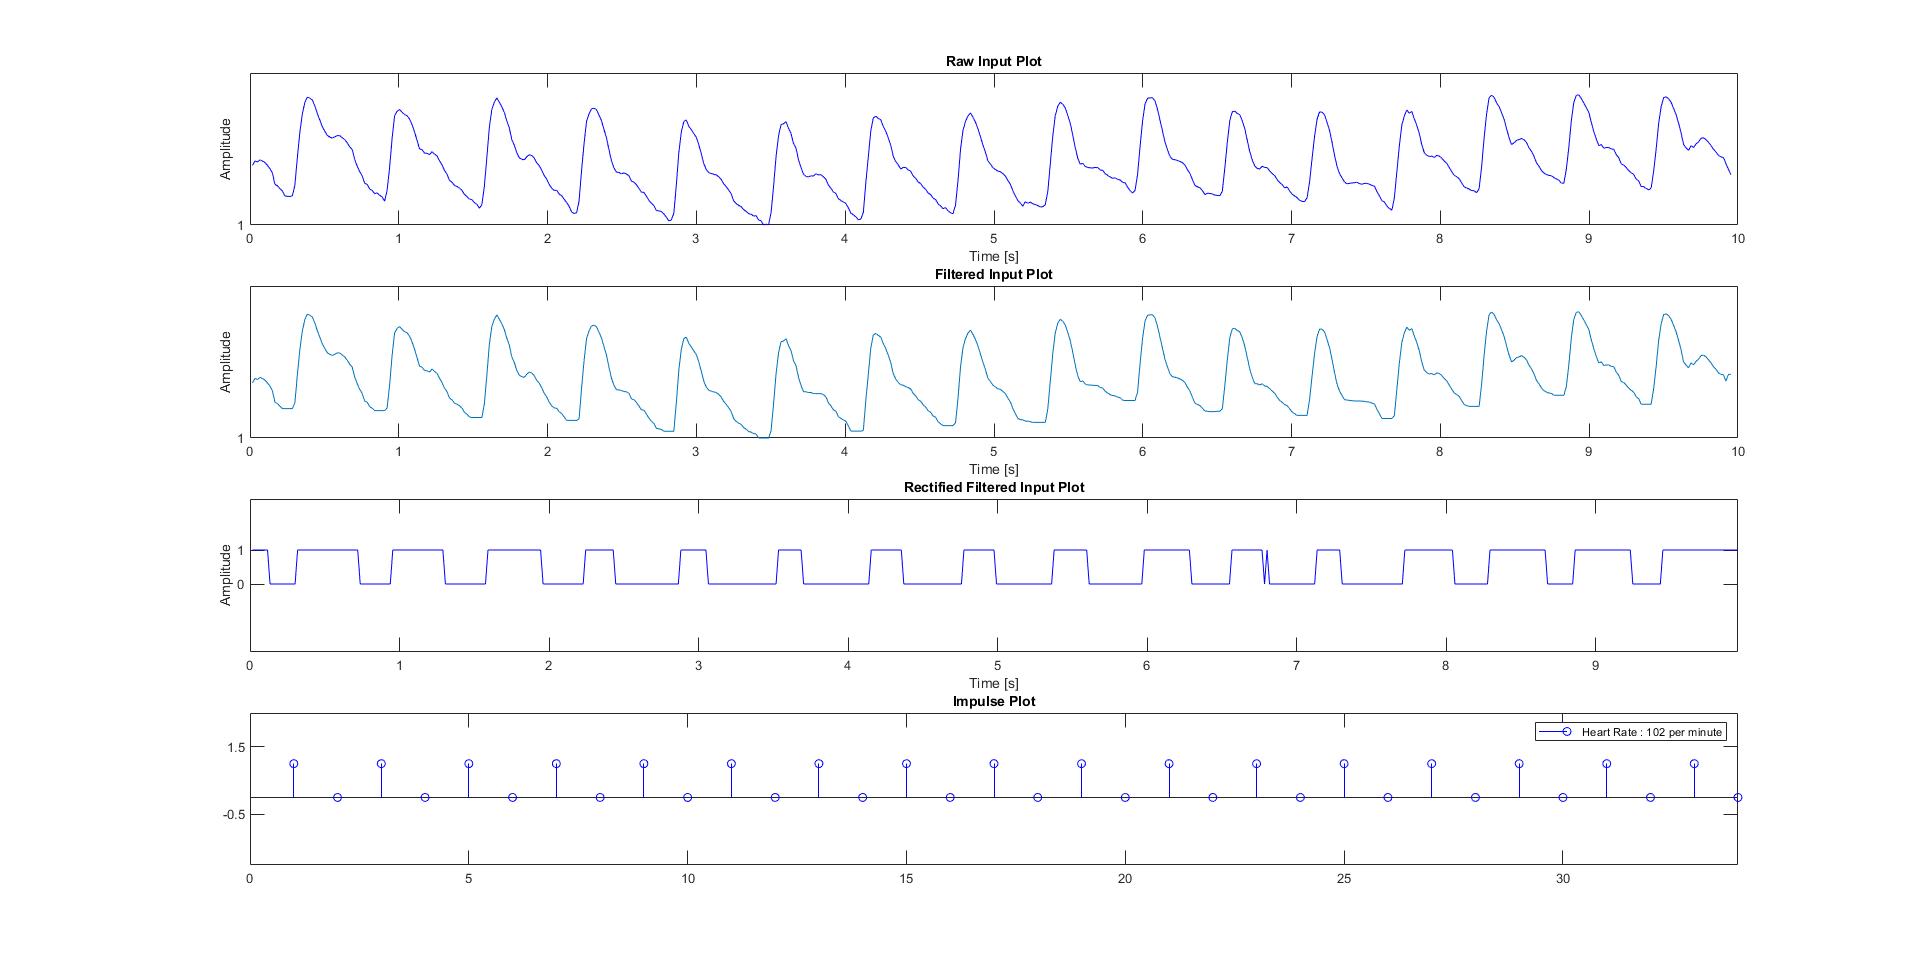 Raw Input Plot
Amplitude
1
0 1 2 3 4 5 6 7 8 9 10
Time [s]
Filtered Input Plot
Amplitude
1
0 1 2 3 4 5 6 7 8 9 10
Time [s]
Rectified Filtered Input Plot
Amplitude
1
0
0 1 2 3 4 5 6 7 8 9
Time [s]
Impulse Plot
Heart Rate : 102 per minute
1.5
-0.5
0 5 10 15 20 25 30